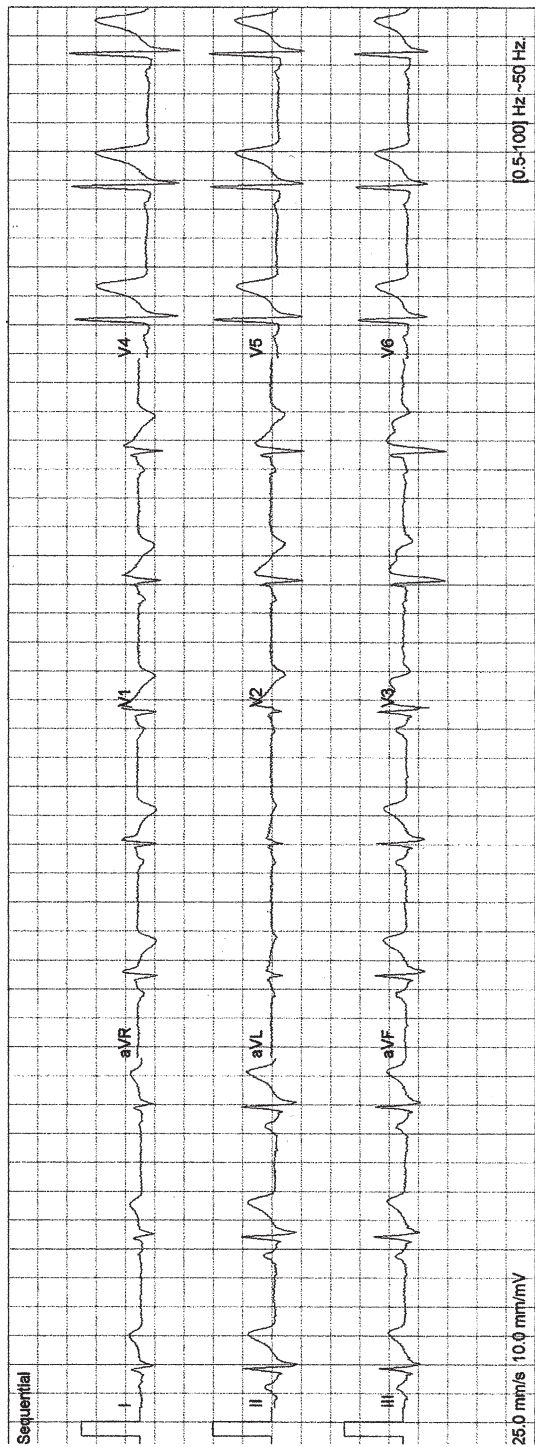 Sequential
I aVR V1 V4
II aVL V2 V5
III aVF V3 V6
25.0 mm/s 10.0 mm/mV [0.5-100] Hz ~50 Hz.